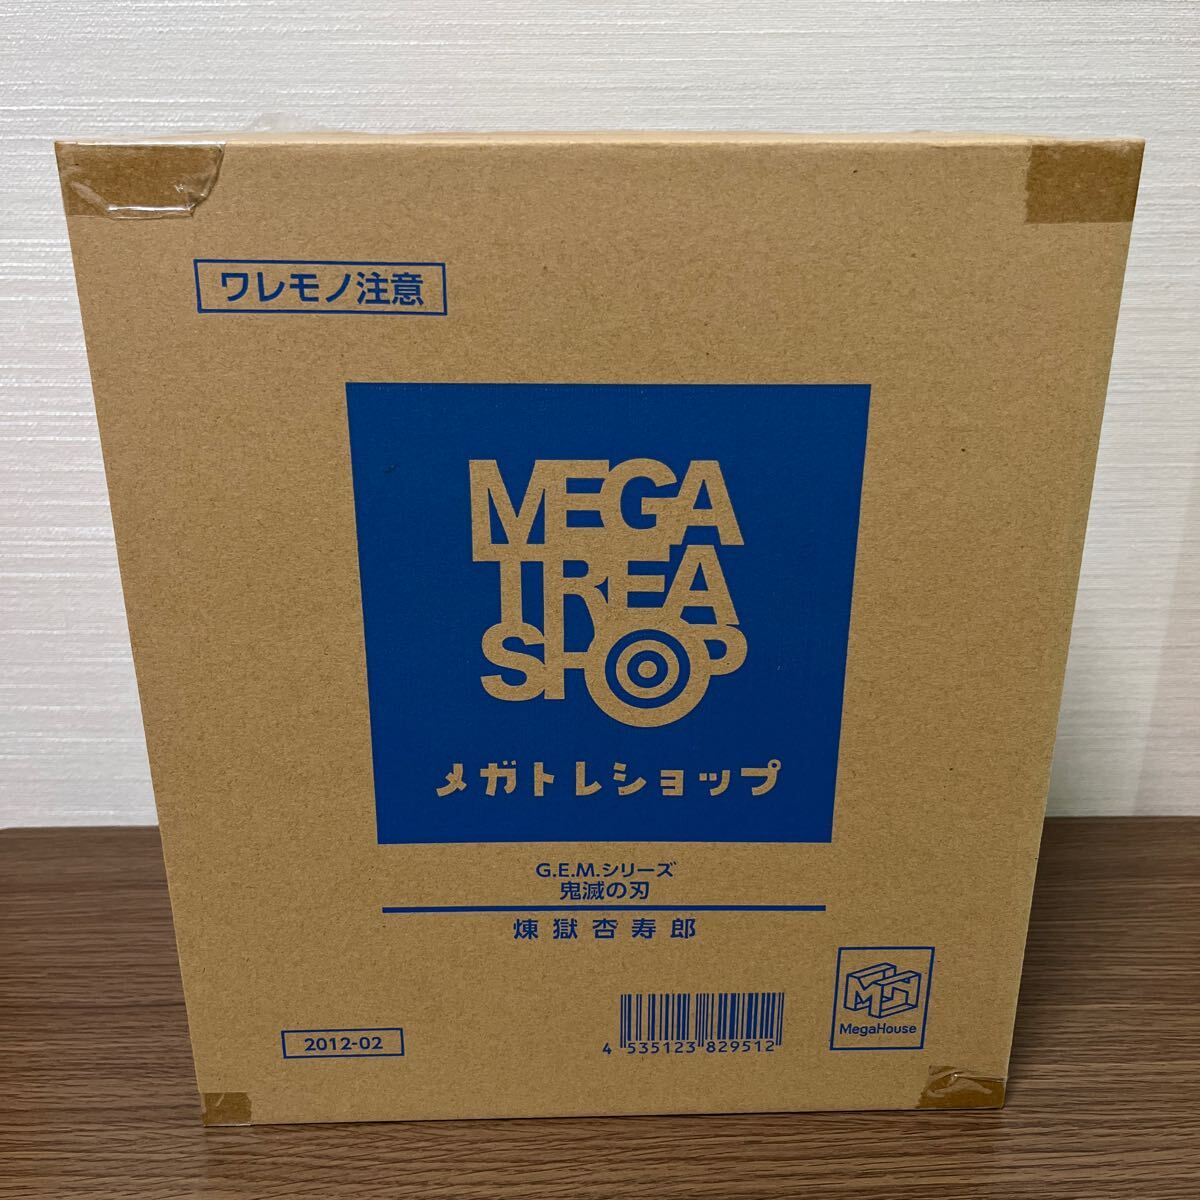 ワレモノ注意
MEGA
TREA
SHOP
メガトレショップ
G.E.M.シリーズ
鬼滅の刃
煉獄杏寿郎
MegaHouse
2012-02
4 535123 829512